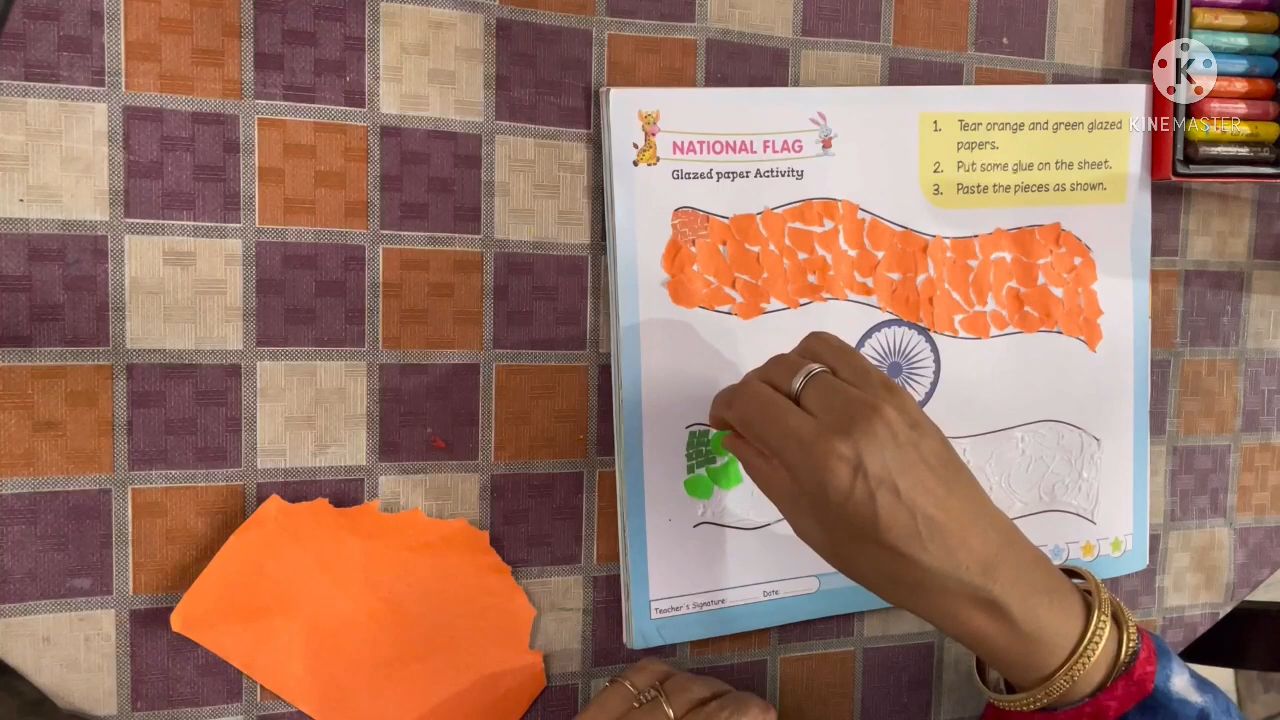 NATIONAL FLAG
Glazed paper Activity
1. Tear orange and green glazed
papers.
2. Put some glue on the sheet.
3. Paste the pieces as shown.
K
KINEMASTER
Teacher's Signature: Date: